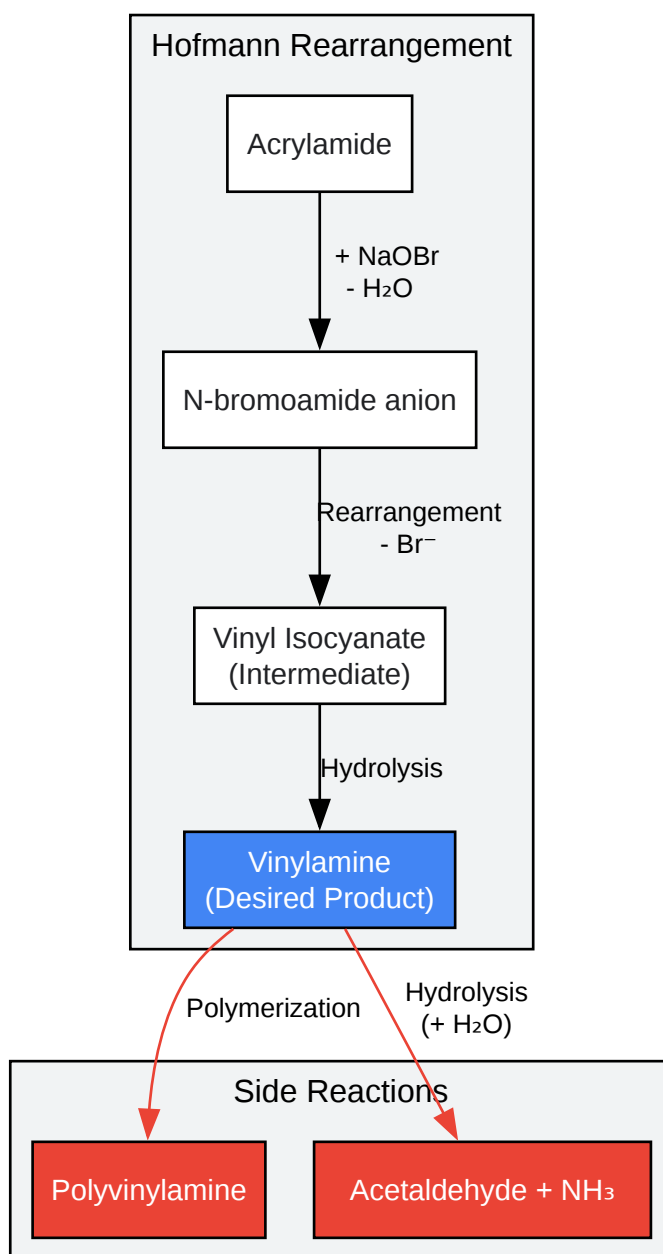 Hofmann Rearrangement
Acrylamide
+ NaOBr
- H₂O
N-bromoamide anion
Rearrangement
- Br⁻
Vinyl Isocyanate
(Intermediate)
Hydrolysis
Vinylamine
(Desired Product)
Polymerization
Hydrolysis
(+ H₂O)
Side Reactions
Polyvinylamine
Acetaldehyde + NH₃